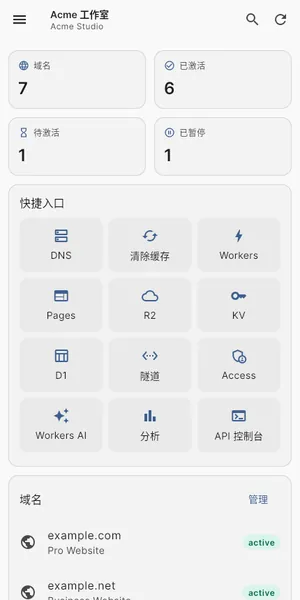 Acme 工作室
Acme Studio
域名
7
已激活
6
待激活
1
已暂停
1
快捷入口
DNS
清除缓存
Workers
Pages
R2
KV
D1
隧道
Access
Workers AI
分析
API 控制台
域名
管理
example.com
Pro Website
active
example.net
Business Website
active